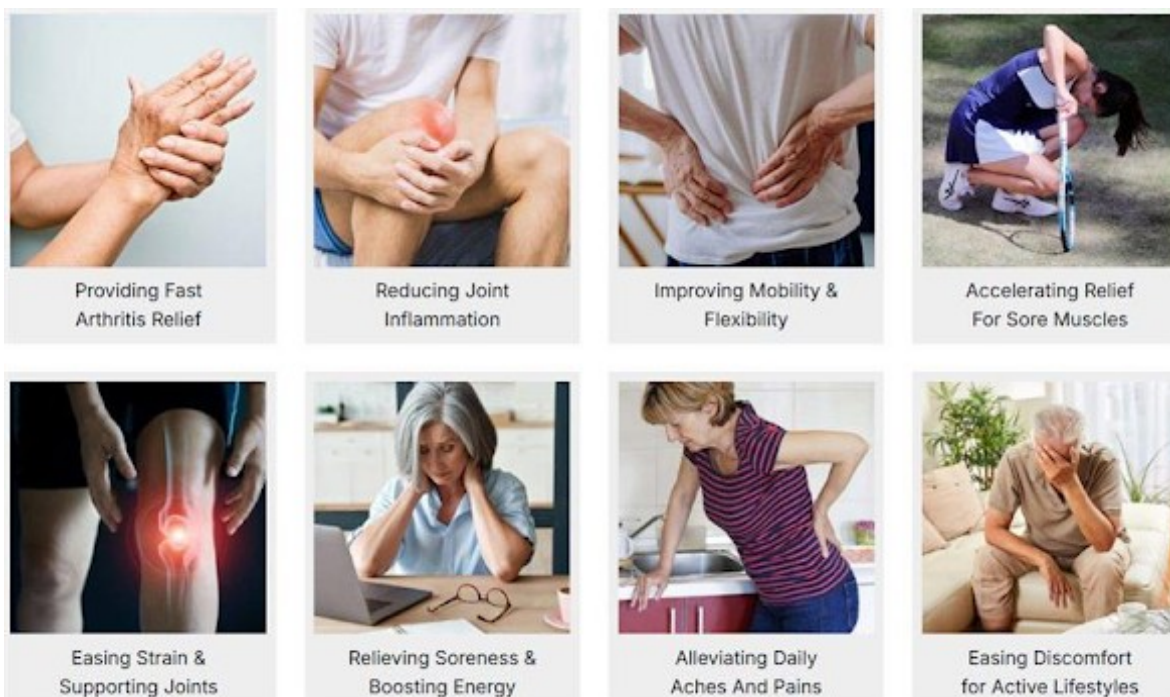 Providing Fast
Arthritis Relief
Reducing Joint
Inflammation
Improving Mobility &
Flexibility
Accelerating Relief
For Sore Muscles
Easing Strain &
Supporting Joints
Relieving Soreness &
Boosting Energy
Alleviating Daily
Aches And Pains
Easing Discomfort
for Active Lifestyles